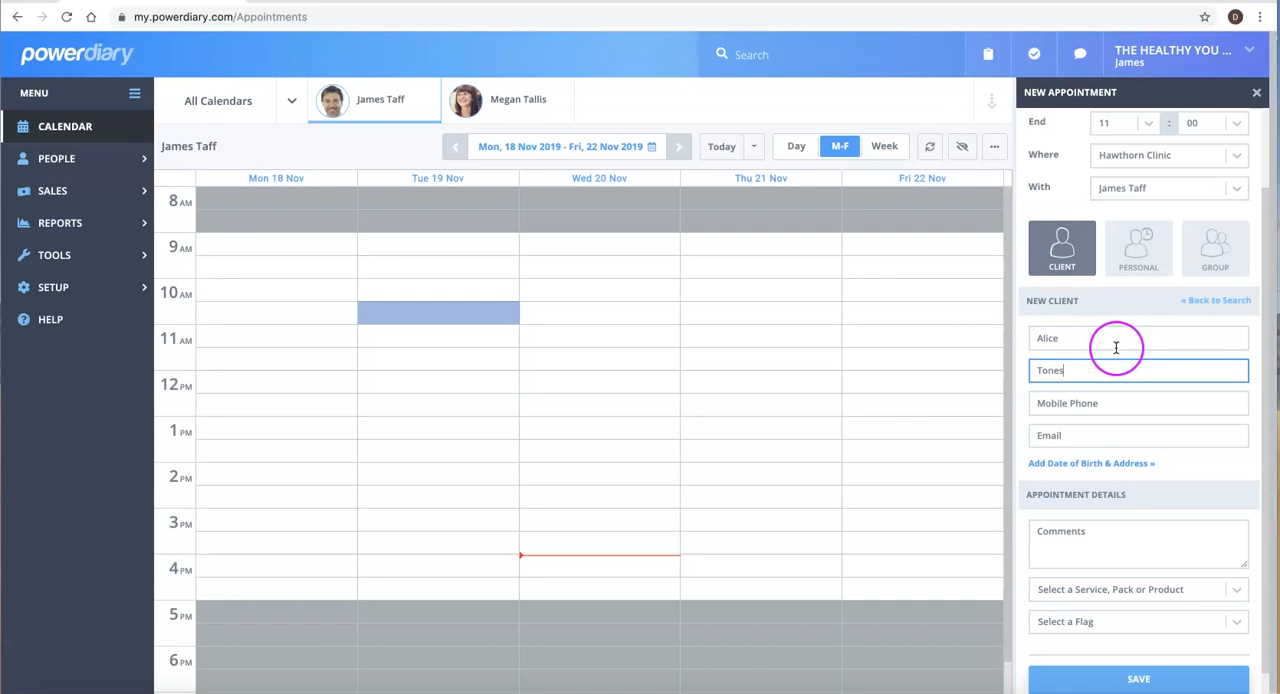 my.powerdiary.com/Appointments
D
powerdiary
Search
THE HEALTHY YOU ...
James
MENU
CALENDAR
PEOPLE
SALES
REPORTS
TOOLS
SETUP
HELP
All Calendars
James Taff
Megan Tallis
James Taff
Mon, 18 Nov 2019 - Fri, 22 Nov 2019
Today
Day
M-F
Week
Mon 18 Nov
Tue 19 Nov
Wed 20 Nov
Thu 21 Nov
Fri 22 Nov
8 AM
9 AM
10 AM
11 AM
12 PM
1 PM
2 PM
3 PM
4 PM
5 PM
6 PM
NEW APPOINTMENT
End 11 : 00
Where Hawthorn Clinic
With James Taff
CLIENT PERSONAL GROUP
NEW CLIENT « Back to Search
Alice
Tones
Mobile Phone
Email
Add Date of Birth & Address »
APPOINTMENT DETAILS
Comments
Select a Service, Pack or Product
Select a Flag
SAVE